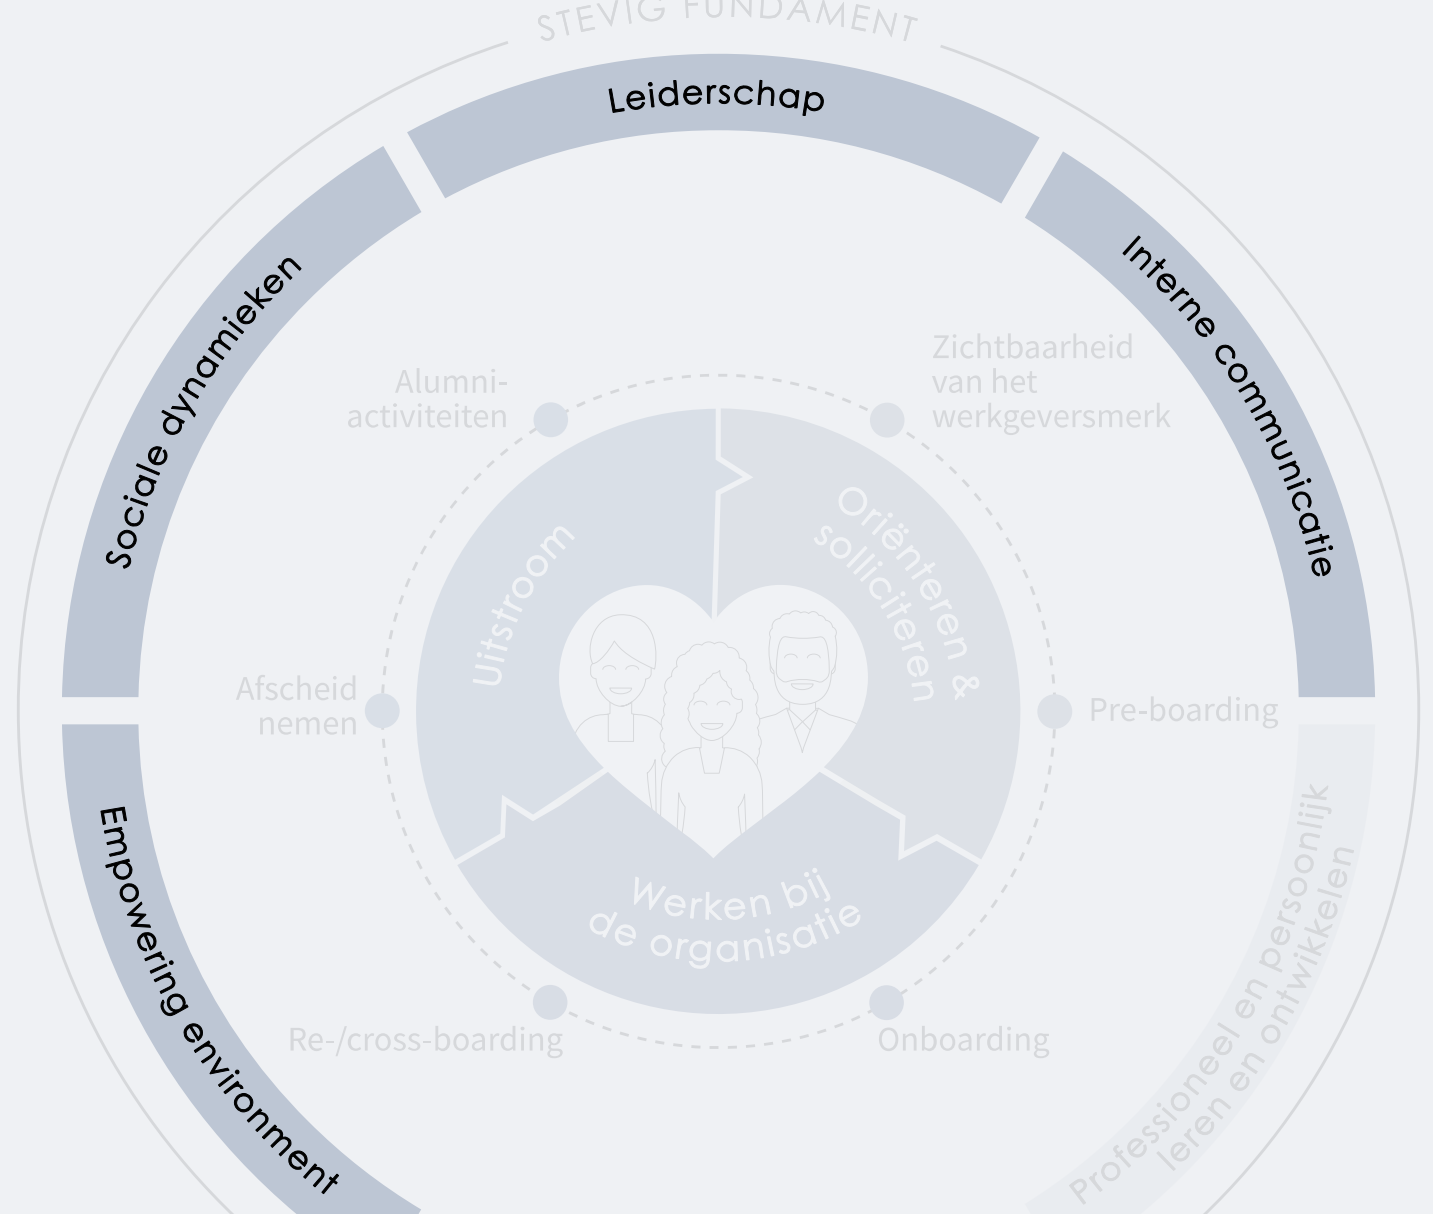 STEVIG FUNDAMENT
Leiderschap
Sociale dynamieken
Interne communicatie
Alumni-
activiteiten
Zichtbaarheid
van het
werkgeversmerk
Uitstroom
Oriënteren &
solliciteren
Afscheid
nemen
Pre-boarding
Werken bij
de organisatie
Empowering environment
Professioneel en persoonlijk
leren en ontwikkelen
Re-/cross-boarding
Onboarding